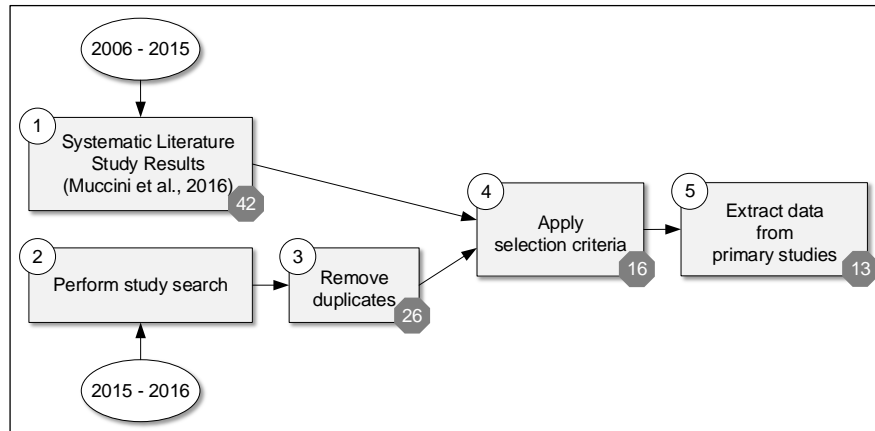 2006 - 2015
1
Systematic Literature
Study Results
(Muccini et al., 2016)
42
2
Perform study search
3
Remove
duplicates
26
4
Apply
selection criteria
16
5
Extract data
from
primary studies
13
2015 - 2016